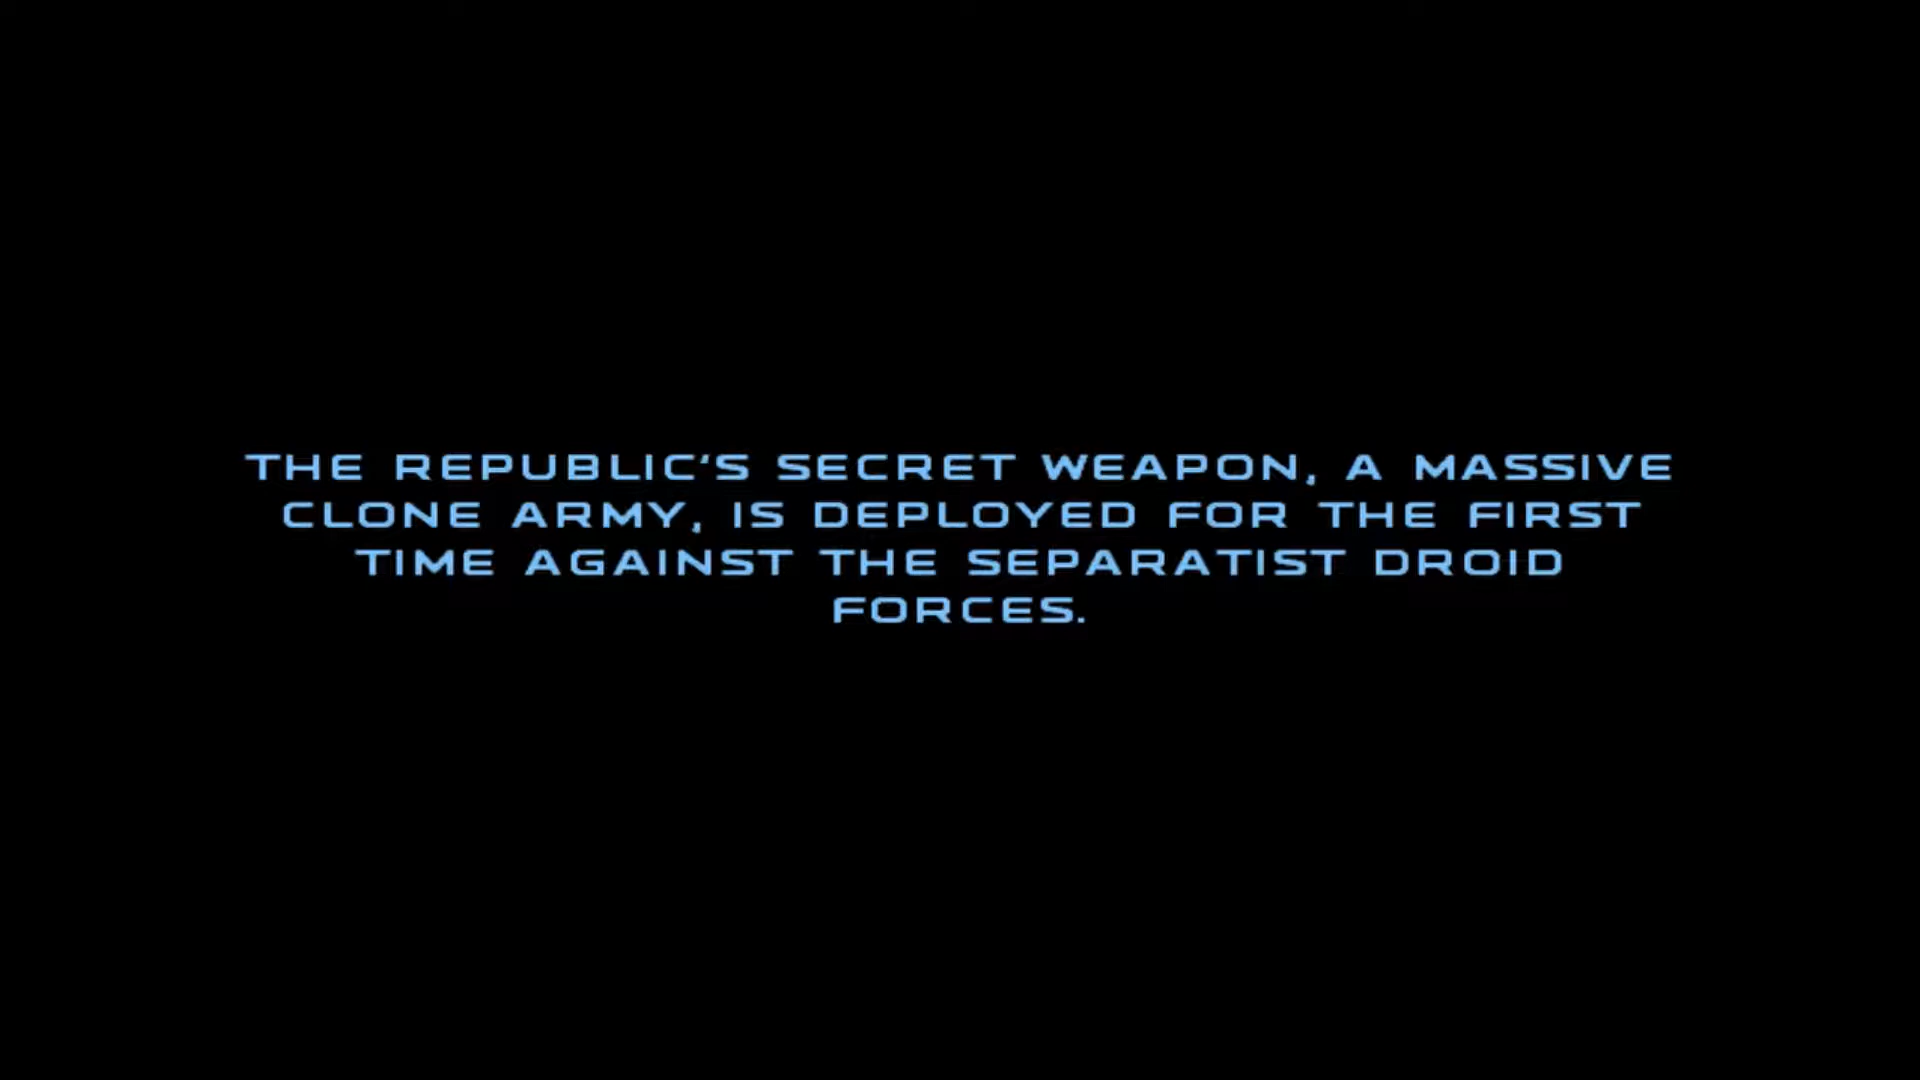 THE REPUBLIC'S SECRET WEAPON, A MASSIVE
CLONE ARMY, IS DEPLOYED FOR THE FIRST
TIME AGAINST THE SEPARATIST DROID
FORCES.